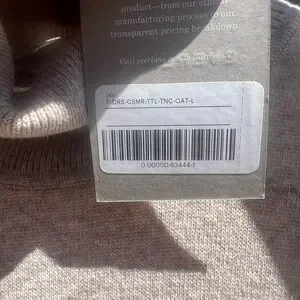 product—from our ethical
manufacturing process to our
transparent pricing breakdown.
Visit everlane.com to learn more.
SKU
F-DRS-CSMR-TTL-TNC-OAT-L
0 00000 63444 1